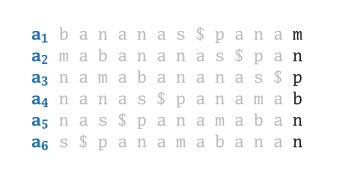 a₁ b a n a n a s $ p a n a m
a₂ m a b a n a n a s $ p a n
a₃ n a m a b a n a n a s $ p
a₄ n a n a s $ p a n a m a b
a₅ n a s $ p a n a m a b a n
a₆ s $ p a n a m a b a n a n